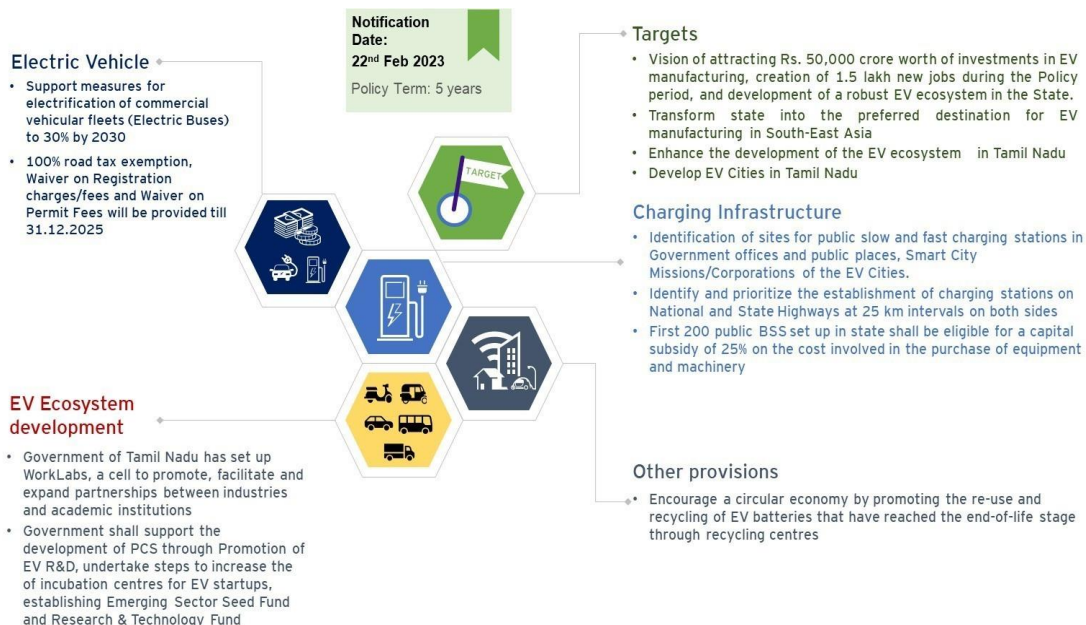 Notification
Date:
22nd Feb 2023
Policy Term: 5 years
Electric Vehicle
• Support measures for
electrification of commercial
vehicular fleets (Electric Buses)
to 30% by 2030
• 100% road tax exemption,
Waiver on Registration
charges/fees and Waiver on
Permit Fees will be provided till
31.12.2025
TARGET
Targets
• Vision of attracting Rs. 50,000 crore worth of investments in EV
manufacturing, creation of 1.5 lakh new jobs during the Policy
period, and development of a robust EV ecosystem in the State.
• Transform state into the preferred destination for EV
manufacturing in South-East Asia
• Enhance the development of the EV ecosystem in Tamil Nadu
• Develop EV Cities in Tamil Nadu
Charging Infrastructure
• Identification of sites for public slow and fast charging stations in
Government offices and public places, Smart City
Missions/Corporations of the EV Cities.
• Identify and prioritize the establishment of charging stations on
National and State Highways at 25 km intervals on both sides
• First 200 public BSS set up in state shall be eligible for a capital
subsidy of 25% on the cost involved in the purchase of equipment
and machinery
EV Ecosystem
development
• Government of Tamil Nadu has set up
WorkLabs, a cell to promote, facilitate and
expand partnerships between industries
and academic institutions
• Government shall support the
development of PCS through Promotion of
EV R&D, undertake steps to increase the
of incubation centres for EV startups,
establishing Emerging Sector Seed Fund
and Research & Technology Fund
Other provisions
• Encourage a circular economy by promoting the re-use and
recycling of EV batteries that have reached the end-of-life stage
through recycling centres